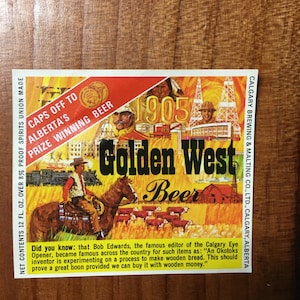 CAPS OFF TO
ALBERTA'S
PRIZE WINNING BEER
1905
Golden West
Beer
Did you know: that Bob Edwards, the famous editor of the Calgary Eye
Opener, became famous across the country for such items as: "An Okotoks
inventor is experimenting on a process to make wooden bread. This should
prove a great boon provided we can buy it with wooden money."
NET CONTENTS 12 FL. OZ. OVER 8% PROOF SPIRITS UNION MADE
CALGARY BREWING & MALTING CO., LTD. CALGARY, ALBERTA